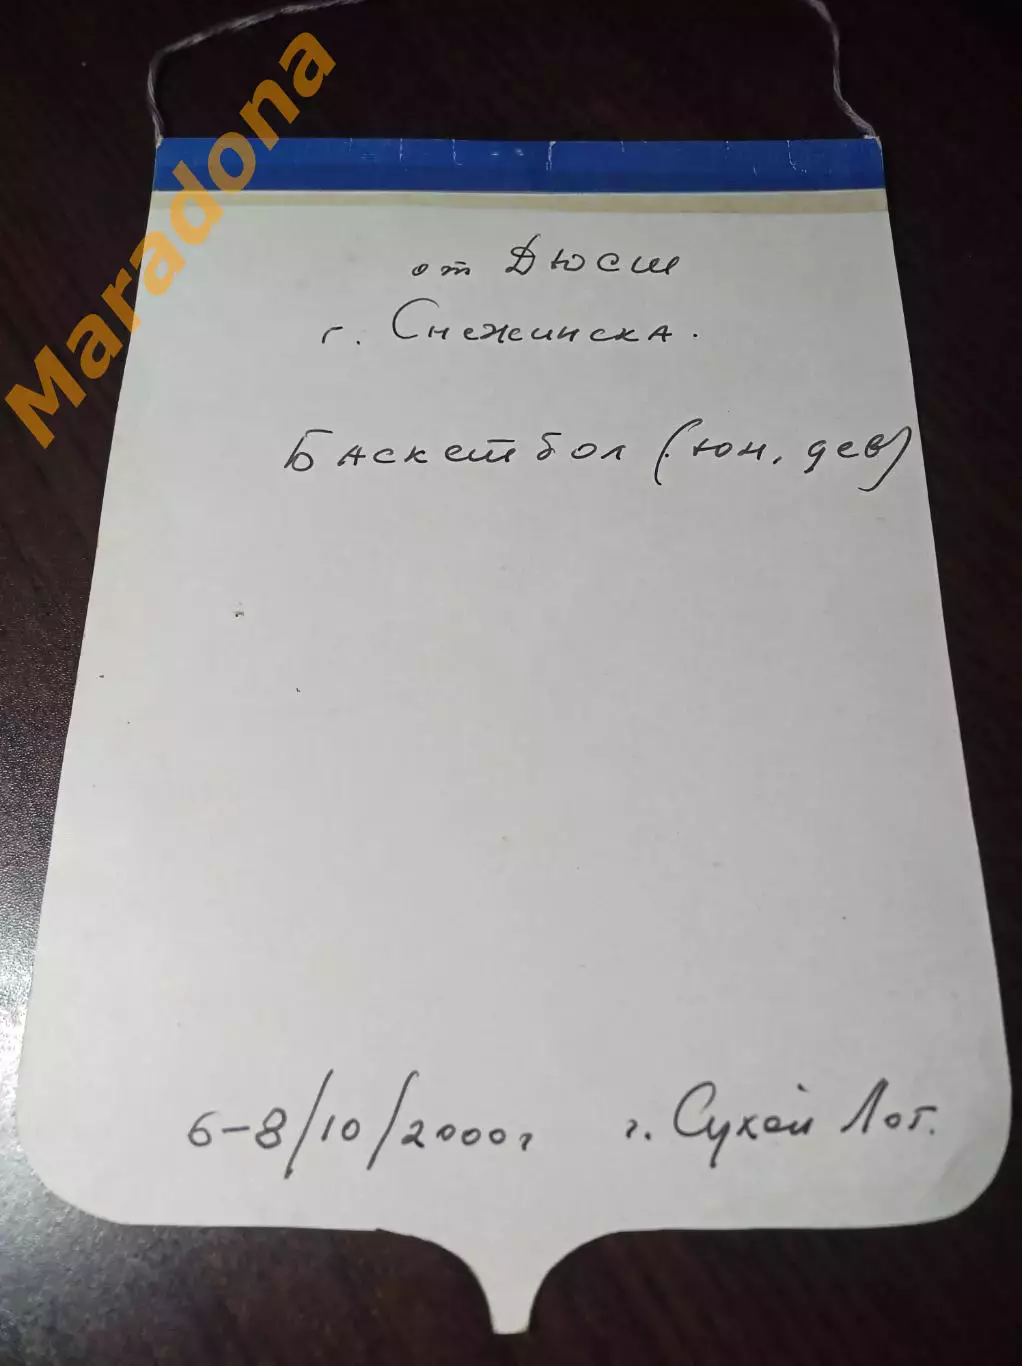 Maradona
от Дюсш
г. Снежинска.
Баскетбол (юн, дев)
6-8/10/2000г г. Сухой Лог.